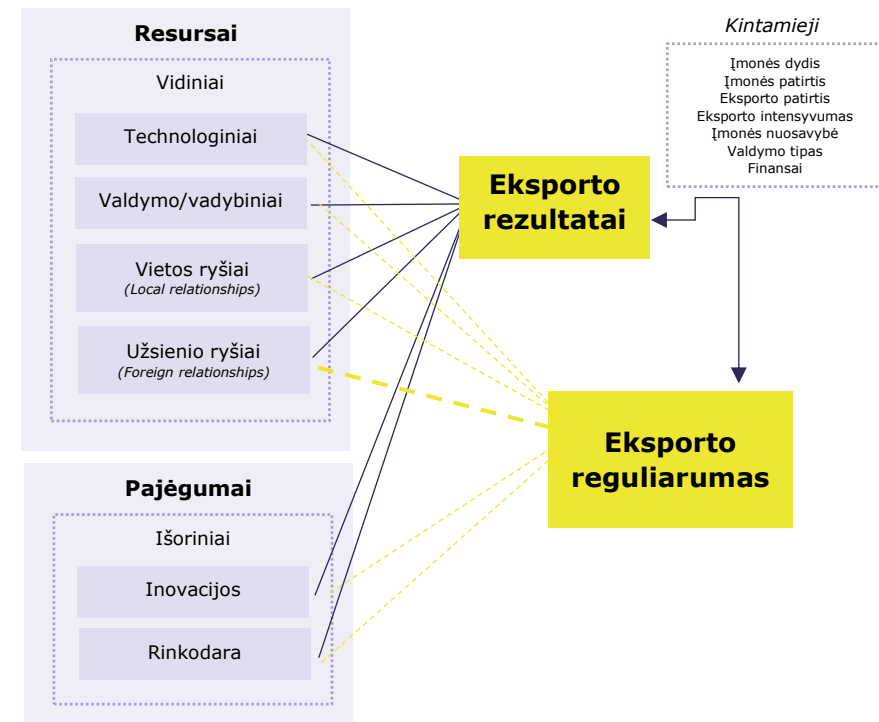 Resursai
Vidiniai
Technologiniai
Valdymo/vadybiniai
Vietos ryšiai
(Local relationships)
Užsienio ryšiai
(Foreign relationships)
Pajėgumai
Išoriniai
Inovacijos
Rinkodara
Eksporto
rezultatai
Eksporto
reguliarumas
Kintamieji
Įmonės dydis
Įmonės patirtis
Eksporto patirtis
Eksporto intensyvumas
Įmonės nuosavybė
Valdymo tipas
Finansai